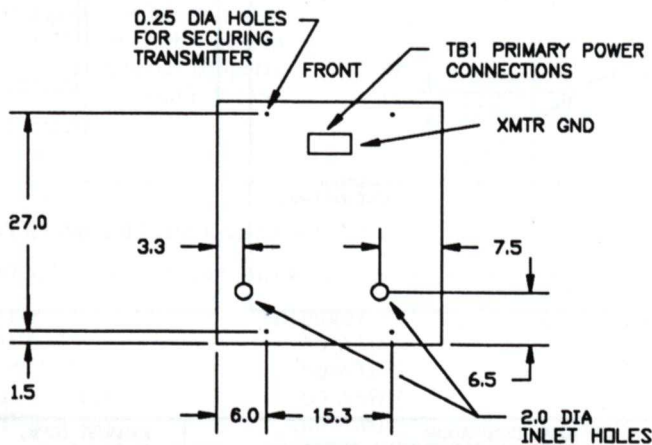 0.25 DIA HOLES
FOR SECURING
TRANSMITTER
FRONT
TB1 PRIMARY POWER
CONNECTIONS
XMTR GND
27.0
3.3
7.5
1.5
6.0
15.3
6.5
2.0 DIA
INLET HOLES